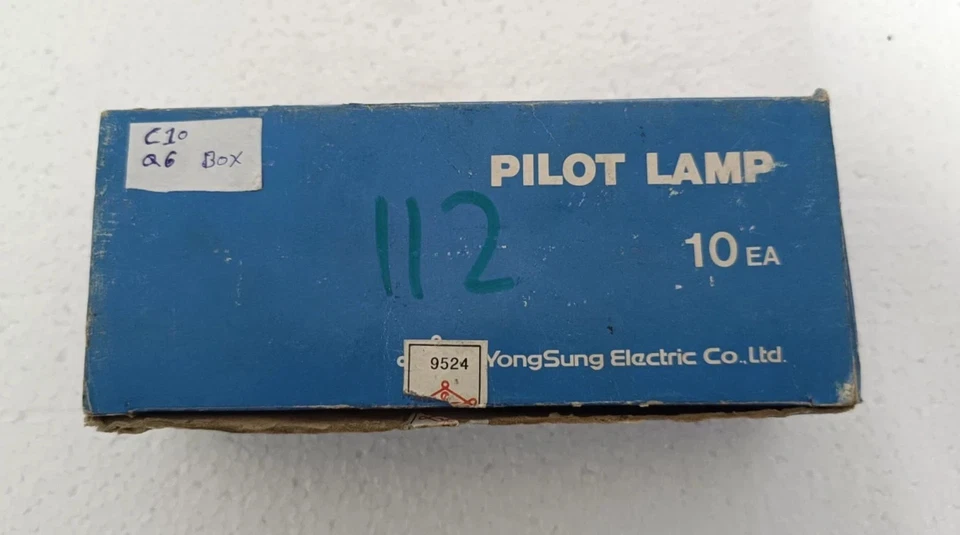 C10
Q6 BOX
PILOT LAMP
112
10 EA
9524
YongSung Electric Co., Ltd.